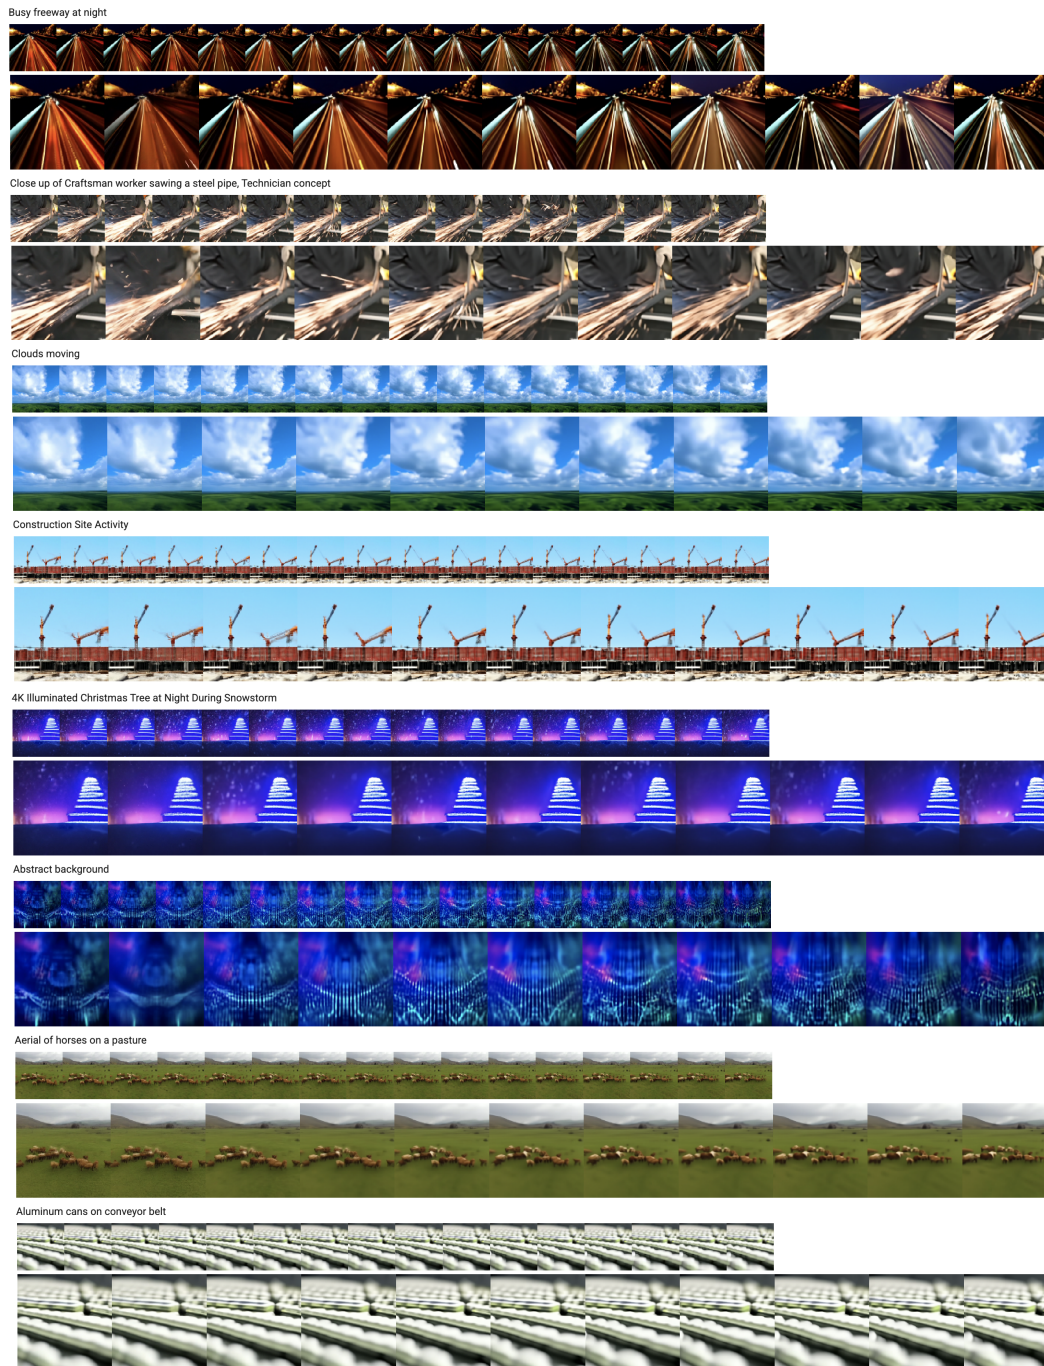 Busy freeway at night
Close up of Craftsman worker sawing a steel pipe, Technician concept
Clouds moving
Construction Site Activity
4K Illuminated Christmas Tree at Night During Snowstorm
Abstract background
Aerial of horses on a pasture
Aluminum cans on conveyor belt